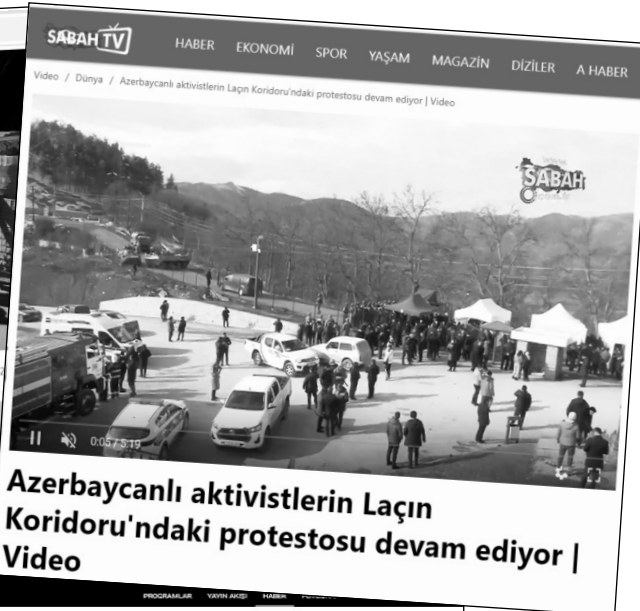 SABAH TV
HABER EKONOMİ SPOR YAŞAM MAGAZİN DİZİLER A HABER
Video / Dünya / Azerbaycanlı aktivistlerin Laçın Koridoru'ndaki protestosu devam ediyor | Video
SABAH
0:05 / 5:19
Azerbaycanlı aktivistlerin Laçın
Koridoru'ndaki protestosu devam ediyor |
Video
PROGRAMLAR YAYIN AKIŞI HABER